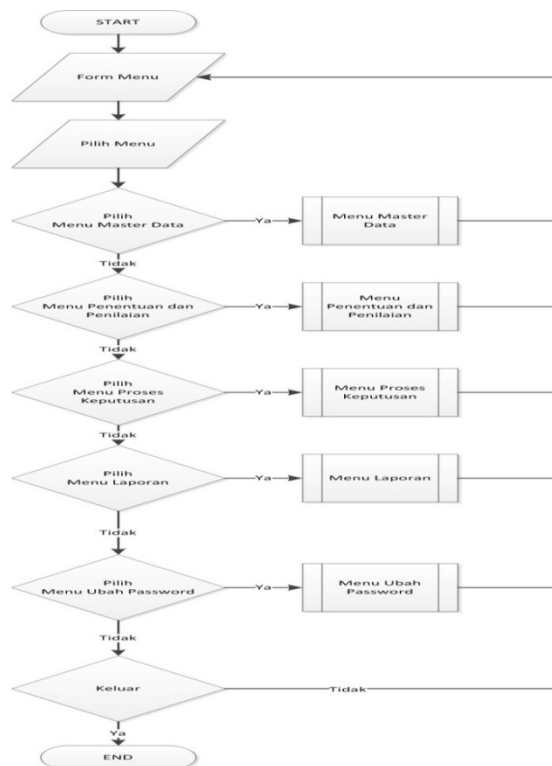 START
Form Menu
Pilih Menu
Pilih
Menu Master Data
Ya
Menu Master
Data
Tidak
Pilih
Menu Penentuan dan
Penilaian
Ya
Menu
Penentuan dan
Penilaian
Tidak
Pilih
Menu Proses
Keputusan
Ya
Menu Proses
Keputusan
Tidak
Pilih
Menu Laporan
Ya
Menu Laporan
Tidak
Pilih
Menu Ubah Password
Ya
Menu Ubah
Password
Tidak
Keluar
Tidak
Ya
END